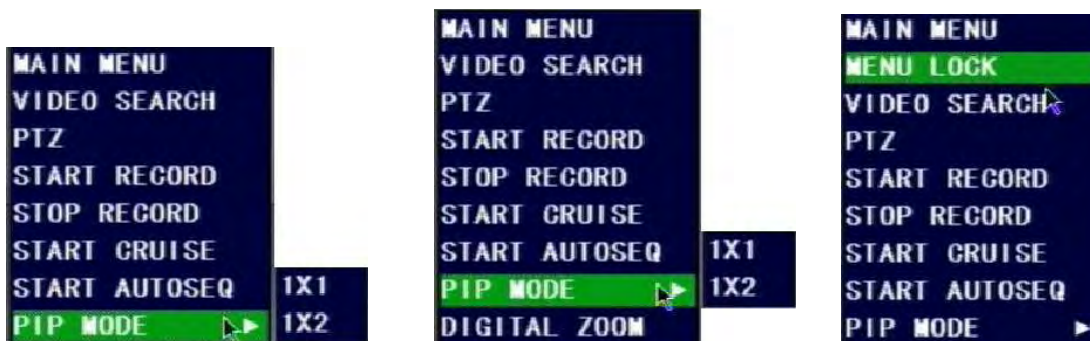 MAIN MENU
VIDEO SEARCH
PTZ
START RECORD
STOP RECORD
START CRUISE
START AUTOSEQ
PIP MODE
1X1
1X2
MAIN MENU
VIDEO SEARCH
PTZ
START RECORD
STOP RECORD
START CRUISE
START AUTOSEQ
PIP MODE
DIGITAL ZOOM
1X1
1X2
MAIN MENU
MENU LOCK
VIDEO SEARCH
PTZ
START RECORD
STOP RECORD
START CRUISE
START AUTOSEQ
PIP MODE